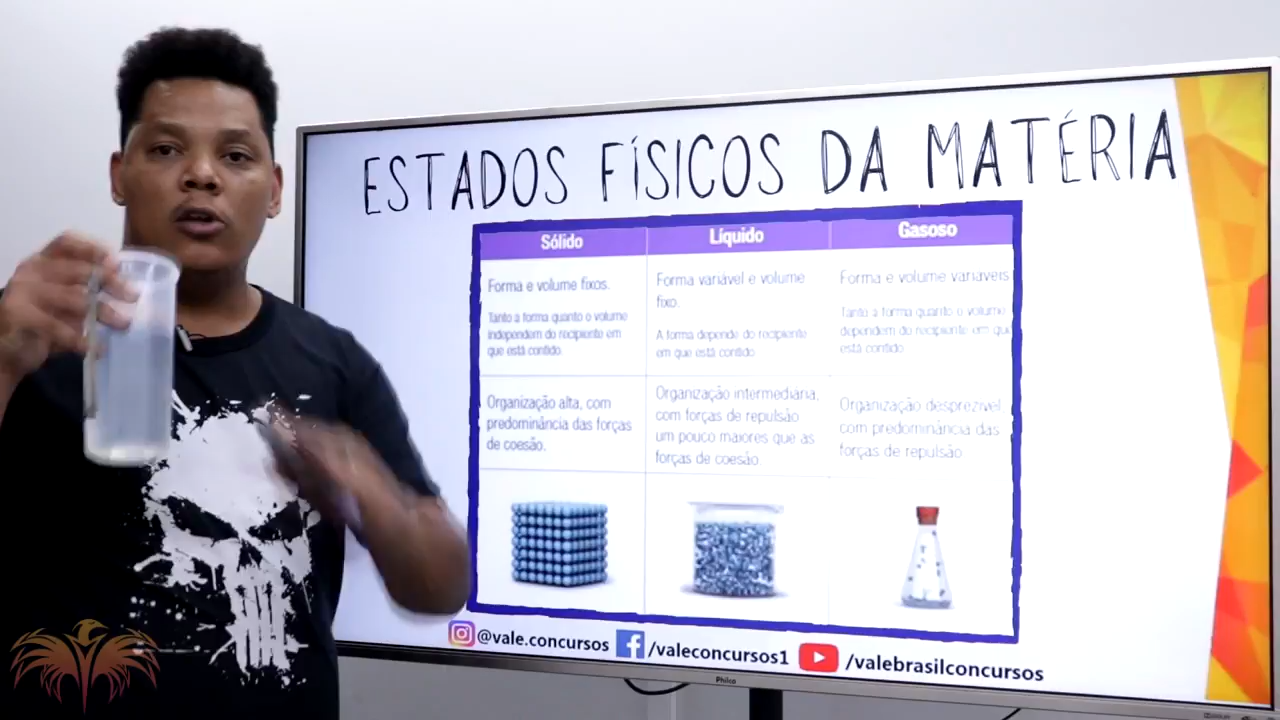 ESTADOS FÍSICOS DA MATÉRIA
Sólido
Líquido
Gasoso
Forma e volume fixos.
Tanto a forma quanto o volume
independem do recipiente em
que está contido
Forma variável e volume
fixo.
A forma depende do recipiente
em que está contido
Forma e volume variáveis
Tanto a forma quanto o volume
dependem do recipiente em que
está contido
Organização alta, com
predominância das forças
de coesão.
Organização intermediária,
com forças de repulsão
um pouco maiores que as
forças de coesão.
Organização desprezível,
com predominância das
forças de repulsão
@vale.concursos /valeconcursos1 /valebrasilconcursos
Philco